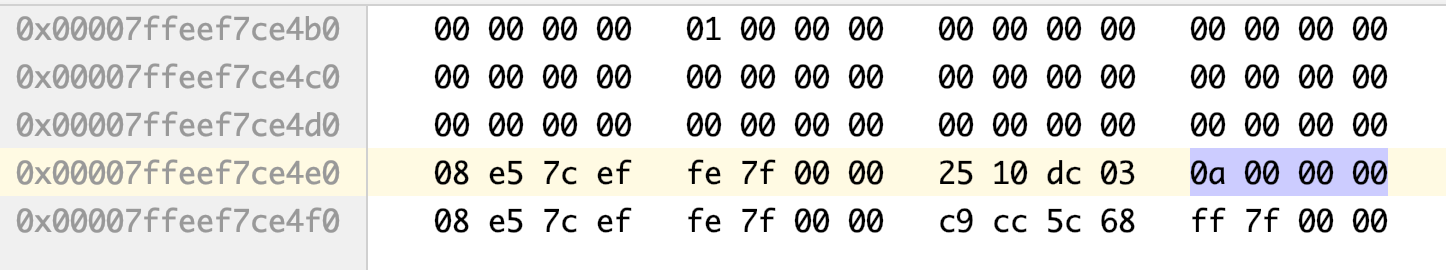 0x00007ffeef7ce4b0 00 00 00 00 01 00 00 00 00 00 00 00 00 00 00 00
0x00007ffeef7ce4c0 00 00 00 00 00 00 00 00 00 00 00 00 00 00 00 00
0x00007ffeef7ce4d0 00 00 00 00 00 00 00 00 00 00 00 00 00 00 00 00
0x00007ffeef7ce4e0 08 e5 7c ef fe 7f 00 00 25 10 dc 03 0a 00 00 00
0x00007ffeef7ce4f0 08 e5 7c ef fe 7f 00 00 c9 cc 5c 68 ff 7f 00 00